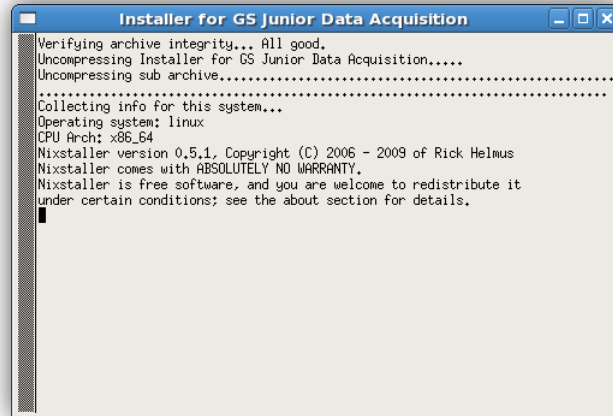 Installer for GS Junior Data Acquisition
Verifying archive integrity... All good.
Uncompressing Installer for GS Junior Data Acquisition.....
Uncompressing sub archive..................................................
........................................................................
Collecting info for this system...
Operating system: linux
CPU Arch: x86_64
Nixstaller version 0.5.1, Copyright (C) 2006 - 2009 of Rick Helmus
Nixstaller comes with ABSOLUTELY NO WARRANTY.
Nixstaller is free software, and you are welcome to redistribute it
under certain conditions; see the about section for details.